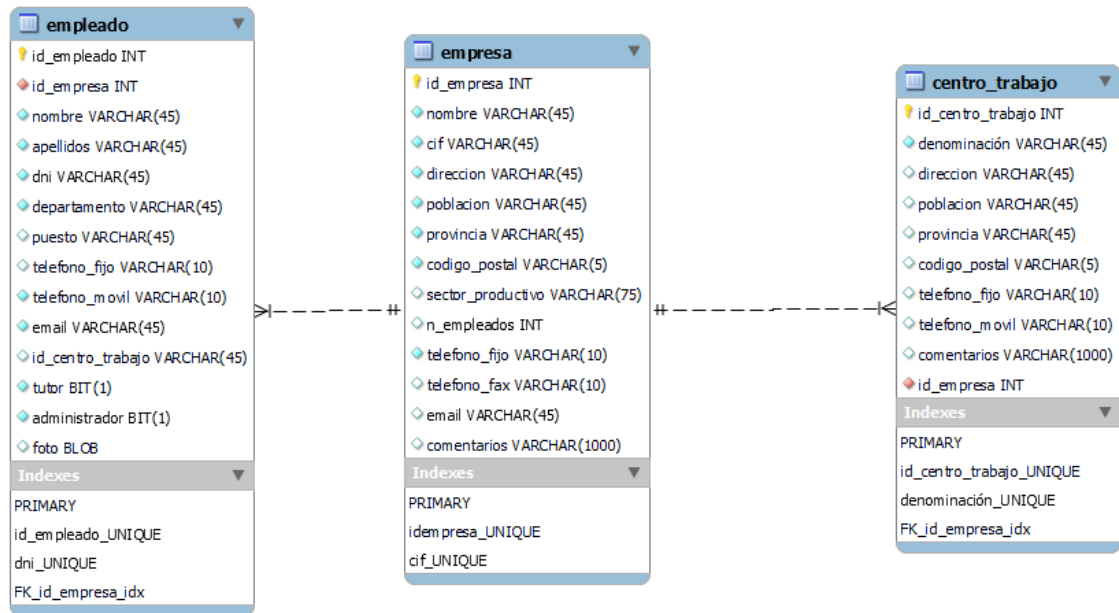 empleado
id_empleado INT
id_empresa INT
nombre VARCHAR(45)
apellidos VARCHAR(45)
dni VARCHAR(45)
departamento VARCHAR(45)
puesto VARCHAR(45)
telefono_fijo VARCHAR(10)
telefono_movil VARCHAR(10)
email VARCHAR(45)
id_centro_trabajo VARCHAR(45)
tutor BIT(1)
administrador BIT(1)
foto BLOB
Indexes
PRIMARY
id_empleado_UNIQUE
dni_UNIQUE
FK_id_empresa_idx
empresa
id_empresa INT
nombre VARCHAR(45)
cif VARCHAR(45)
direccion VARCHAR(45)
poblacion VARCHAR(45)
provincia VARCHAR(45)
codigo_postal VARCHAR(5)
sector_productivo VARCHAR(75)
n_empleados INT
telefono_fijo VARCHAR(10)
telefono_fax VARCHAR(10)
email VARCHAR(45)
comentarios VARCHAR(1000)
Indexes
PRIMARY
idempresa_UNIQUE
cif_UNIQUE
centro_trabajo
id_centro_trabajo INT
denominación VARCHAR(45)
direccion VARCHAR(45)
poblacion VARCHAR(45)
provincia VARCHAR(45)
codigo_postal VARCHAR(5)
telefono_fijo VARCHAR(10)
telefono_movil VARCHAR(10)
comentarios VARCHAR(1000)
id_empresa INT
Indexes
PRIMARY
id_centro_trabajo_UNIQUE
denominación_UNIQUE
FK_id_empresa_idx